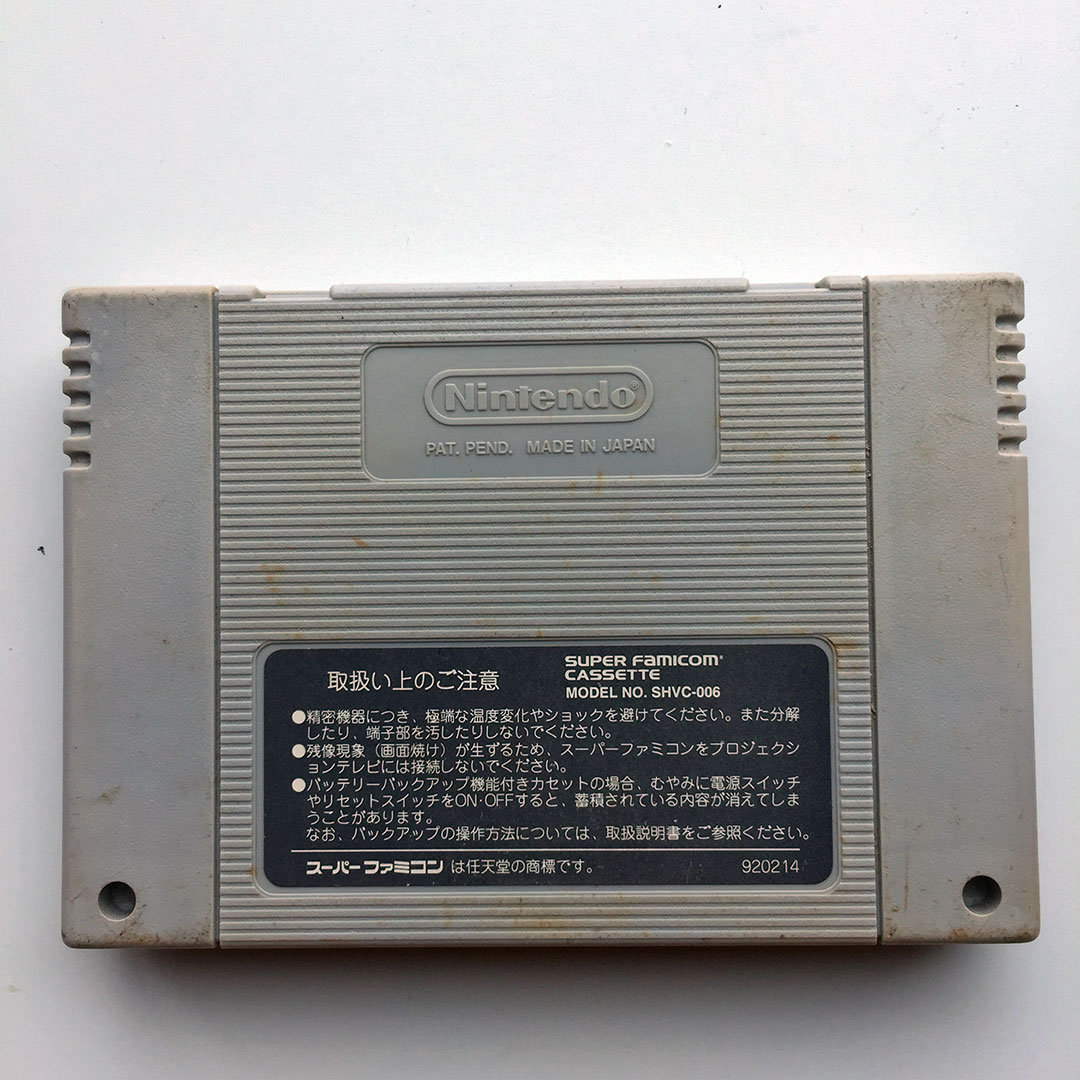 Nintendo®
PAT. PEND. MADE IN JAPAN
取扱い上のご注意
SUPER FAMICOM®
CASSETTE
MODEL NO. SHVC-006
●精密機器につき、極端な温度変化やショックを避けてください。また分解
したり、端子部を汚したりしないでください。
●残像現象（画面焼け）が生ずるため、スーパーファミコンをプロジェクシ
ョンテレビには接続しないでください。
●バッテリーバックアップ機能付きカセットの場合、むやみに電源スイッチ
やリセットスイッチをON·OFFすると、蓄積されている内容が消えてしま
うことがあります。
なお、バックアップの操作方法については、取扱説明書をご参照ください。
スーパーファミコン は任天堂の商標です。 920214